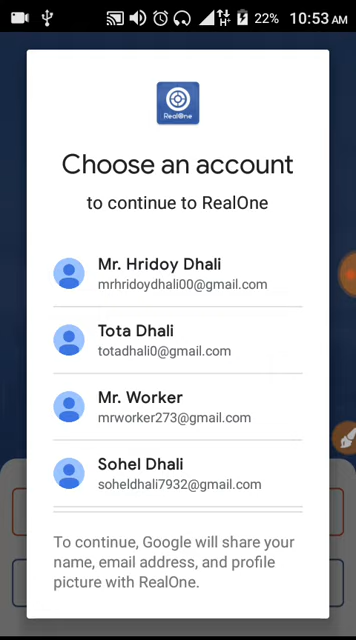 22% 10:53 AM
RealOne
Choose an account
to continue to RealOne
Mr. Hridoy Dhali
mrhridoydhali00@gmail.com
Tota Dhali
totadhali0@gmail.com
Mr. Worker
mrworker273@gmail.com
Sohel Dhali
soheldhali7932@gmail.com
To continue, Google will share your
name, email address, and profile
picture with RealOne.